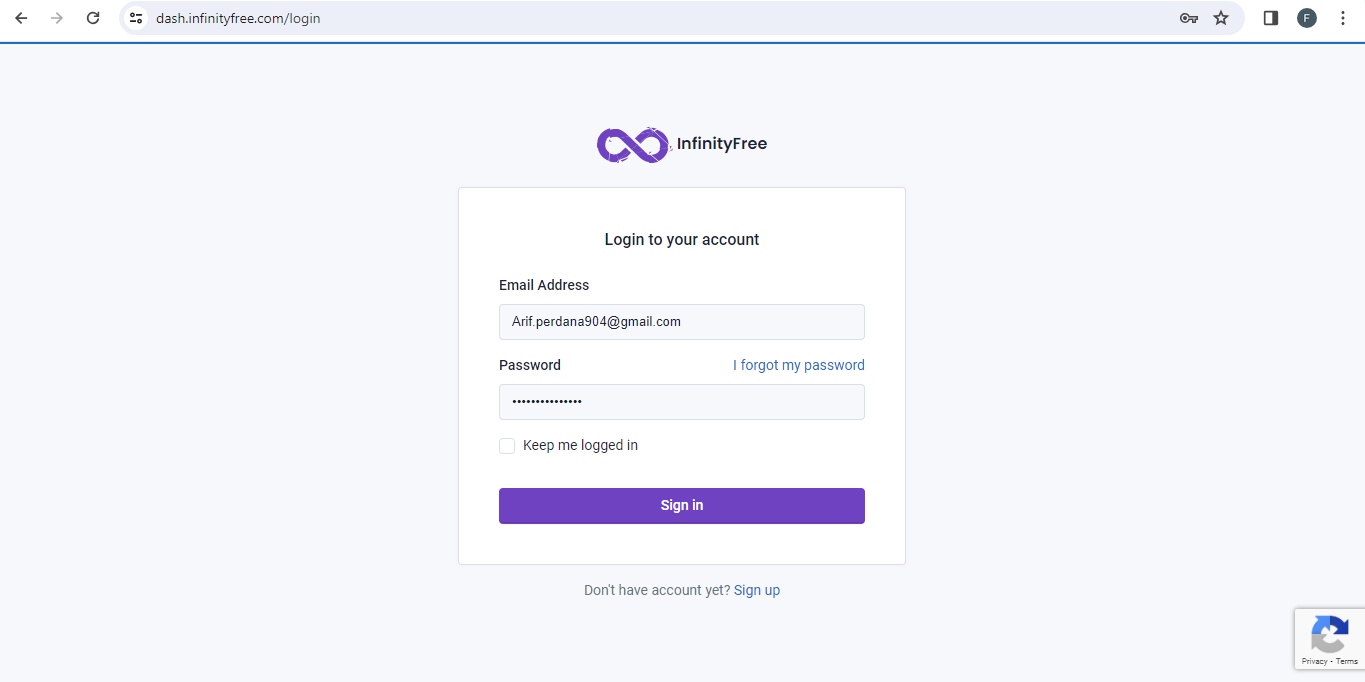 dash.infinityfree.com/login
F
InfinityFree
Login to your account
Email Address
Arif.perdana904@gmail.com
Password I forgot my password
•••••••••••••••
Keep me logged in
Sign in
Don't have account yet? Sign up
Privacy - Terms